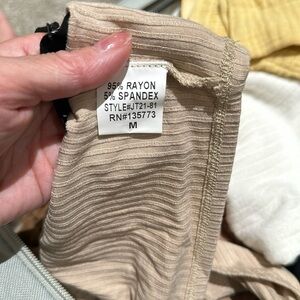 95% RAYON
5% SPANDEX
STYLE#JT21-81
RN#135773
M